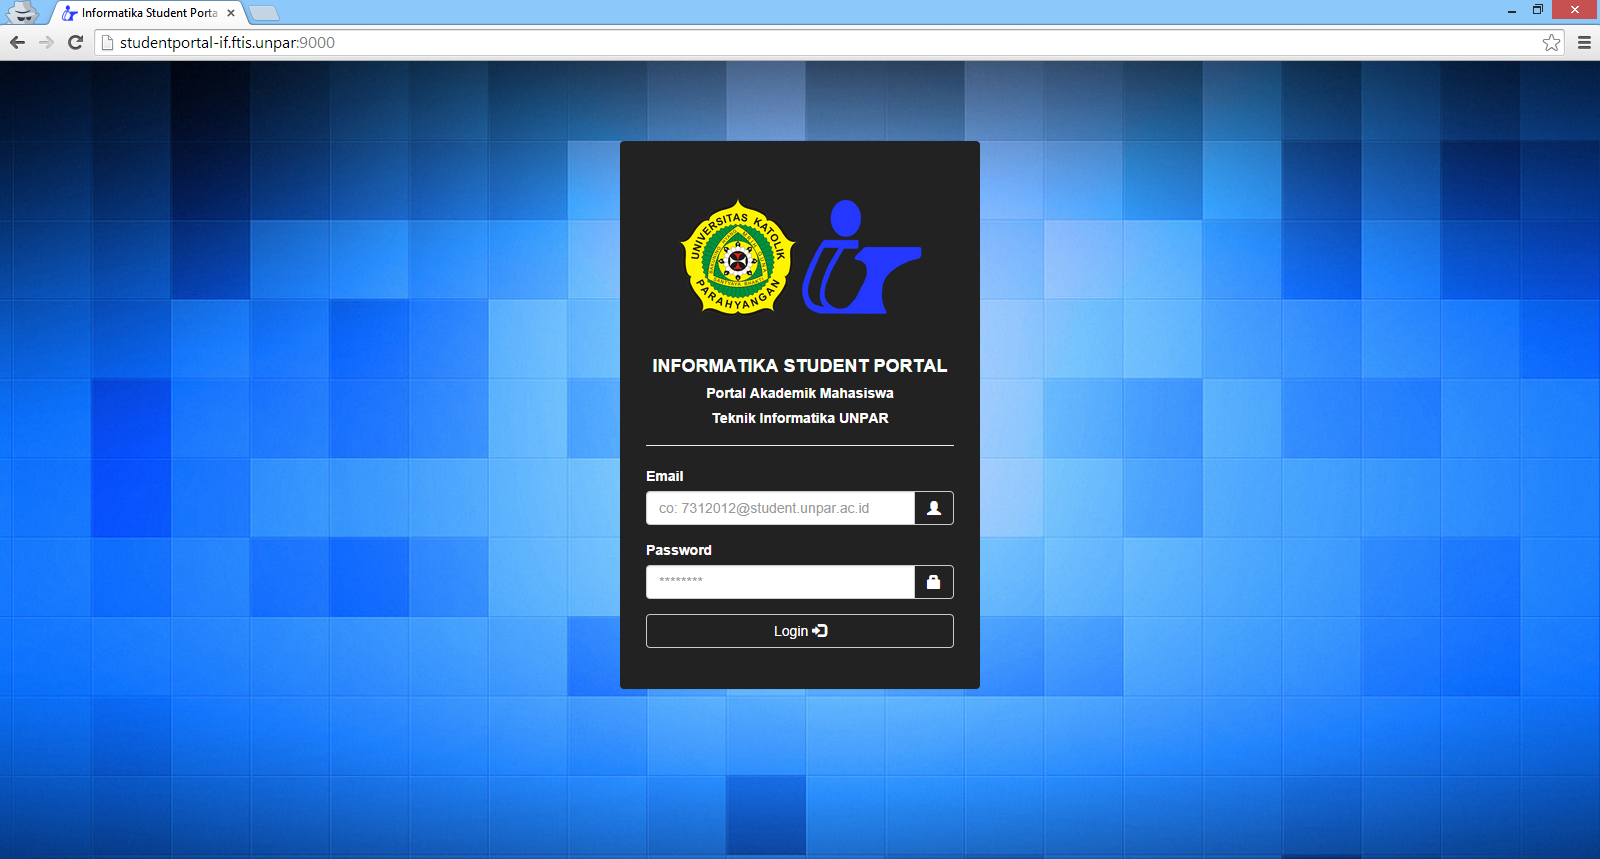 Informatika Student Porta
studentportal-if.ftis.unpar:9000
UNIVERSITAS KATOLIK
PARAHYANGAN
INFORMATIKA STUDENT PORTAL
Portal Akademik Mahasiswa
Teknik Informatika UNPAR
Email
co: 7312012@student.unpar.ac.id
Password
********
Login